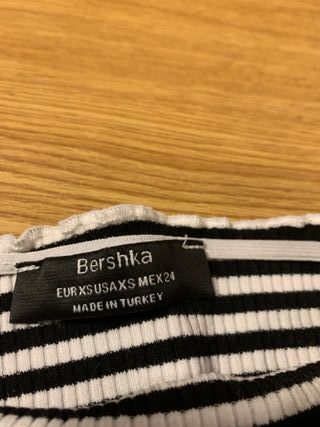 Bershka
EUR XS USA XS MEX 24
MADE IN TURKEY